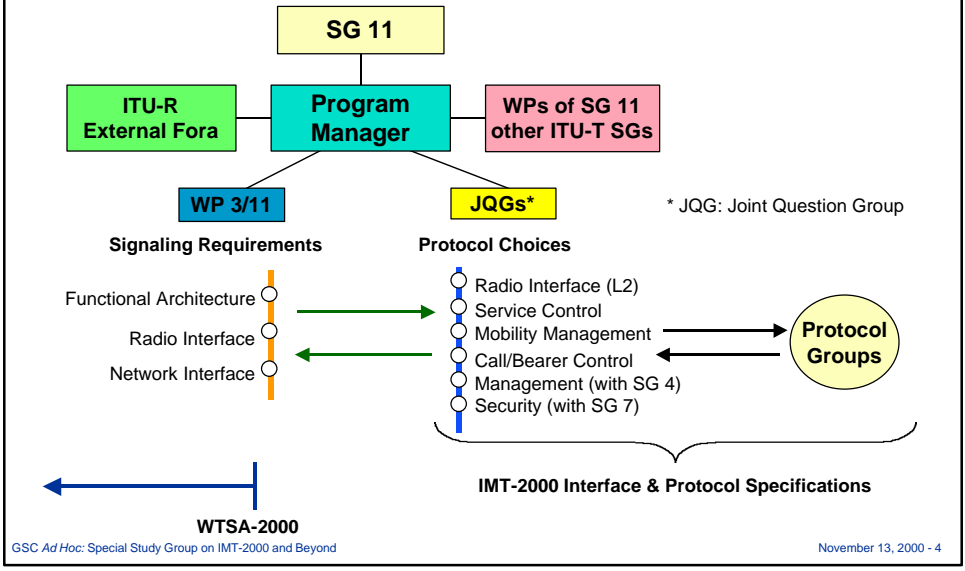 SG 11
ITU-R
External Fora
Program
Manager
WPs of SG 11
other ITU-T SGs
WP 3/11
JQGs*
* JQG: Joint Question Group
Signaling Requirements
Protocol Choices
Functional Architecture
Radio Interface
Network Interface
Radio Interface (L2)
Service Control
Mobility Management
Call/Bearer Control
Management (with SG 4)
Security (with SG 7)
Protocol
Groups
IMT-2000 Interface & Protocol Specifications
WTSA-2000
GSC Ad Hoc: Special Study Group on IMT-2000 and Beyond
November 13, 2000 - 4